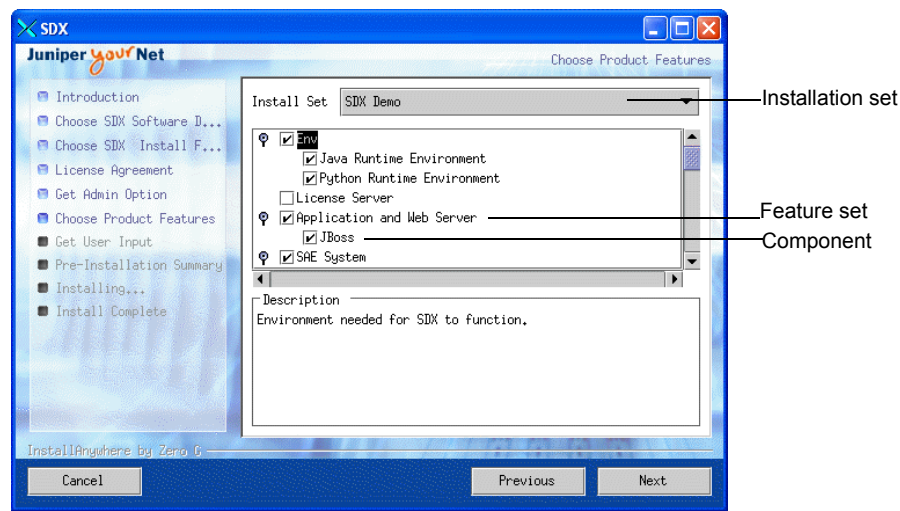 SDX
Juniper your Net
Choose Product Features
Introduction
Choose SDX Software D...
Choose SDX Install F...
License Agreement
Get Admin Option
Choose Product Features
Get User Input
Pre-Installation Summary
Installing...
Install Complete
Install Set SDX Demo
Env
Java Runtime Environment
Python Runtime Environment
License Server
Application and Web Server
JBoss
SAE System
Description
Environment needed for SDX to function.
Installation set
Feature set
Component
InstallAnywhere by Zero G
Cancel
Previous
Next